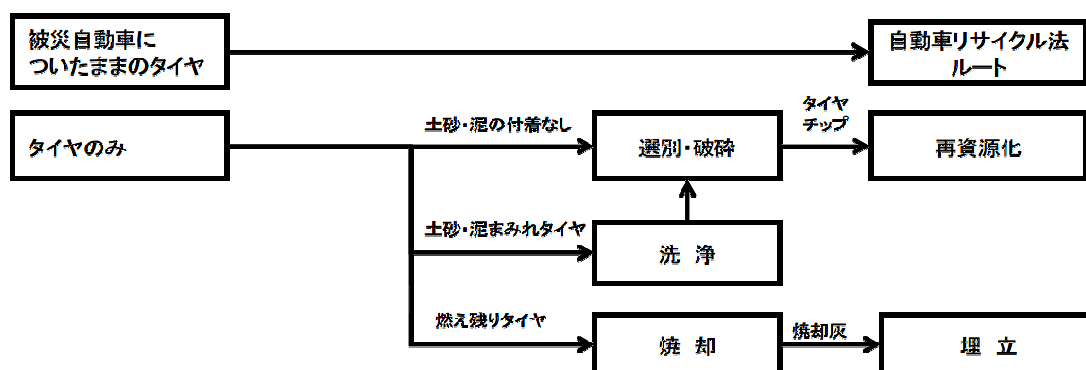 被災自動車に
ついたままのタイヤ
自動車リサイクル法
ルート
タイヤのみ
土砂・泥の付着なし
選別・破砕
タイヤ
チップ
再資源化
土砂・泥まみれタイヤ
洗 浄
燃え残りタイヤ
焼 却
焼却灰
埋 立